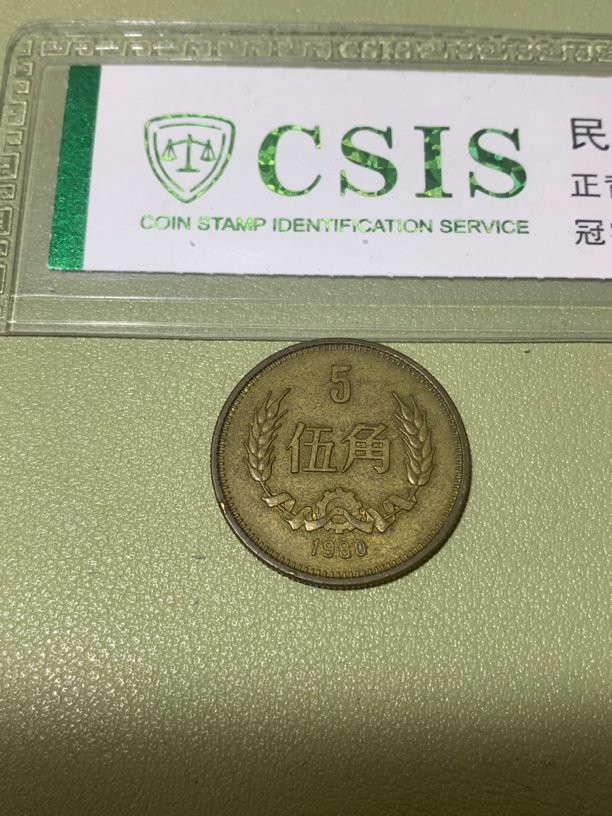 CSIS
COIN STAMP IDENTIFICATION SERVICE
民
正
冠
5
伍角
1980